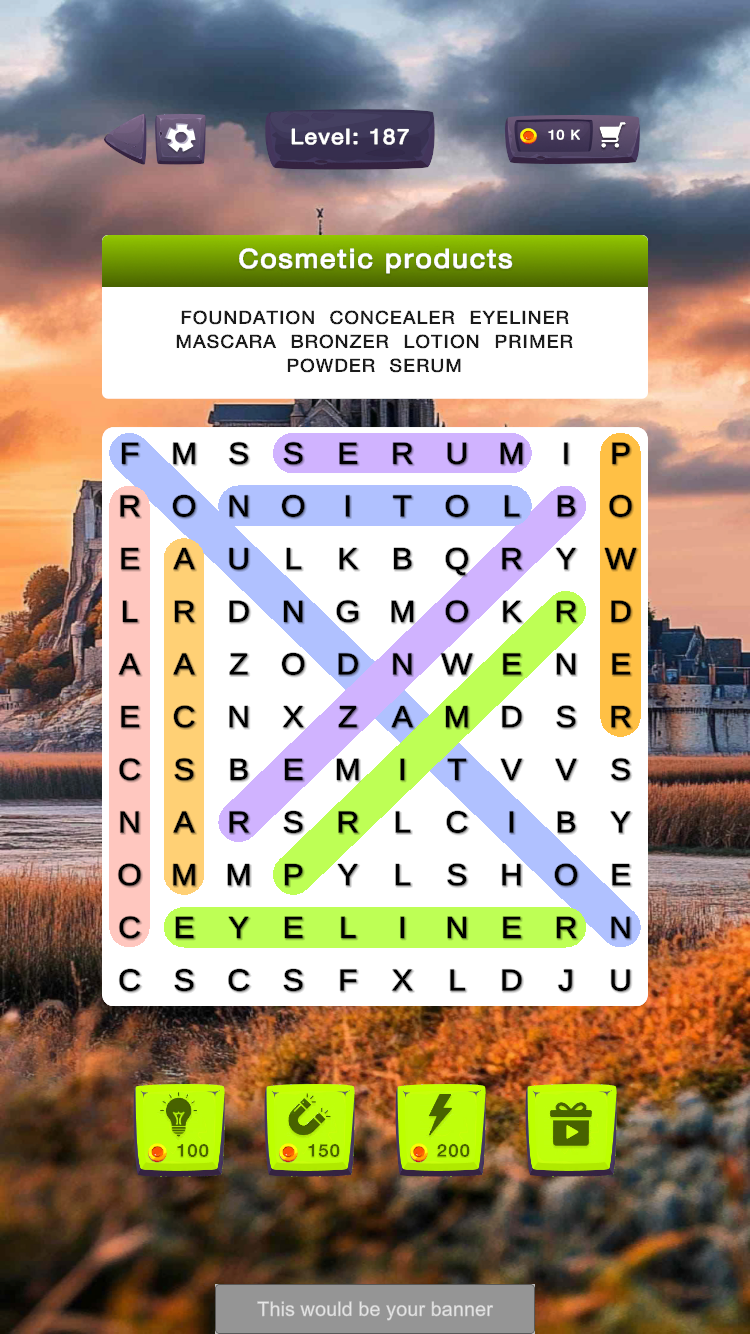 Level: 187
10 K
Cosmetic products
FOUNDATION CONCEALER EYELINER
MASCARA BRONZER LOTION PRIMER
POWDER SERUM
F M S S E R U M I P
R O N O I T O L B O
E A U L K B Q R Y W
L R D N G M O K R D
A A Z O D N W E N E
E C N X Z A M D S R
C S B E M I T V V S
N A R S R L C I B Y
O M M P Y L S H O E
C E Y E L I N E R N
C S C S F X L D J U
100 150 200
This would be your banner